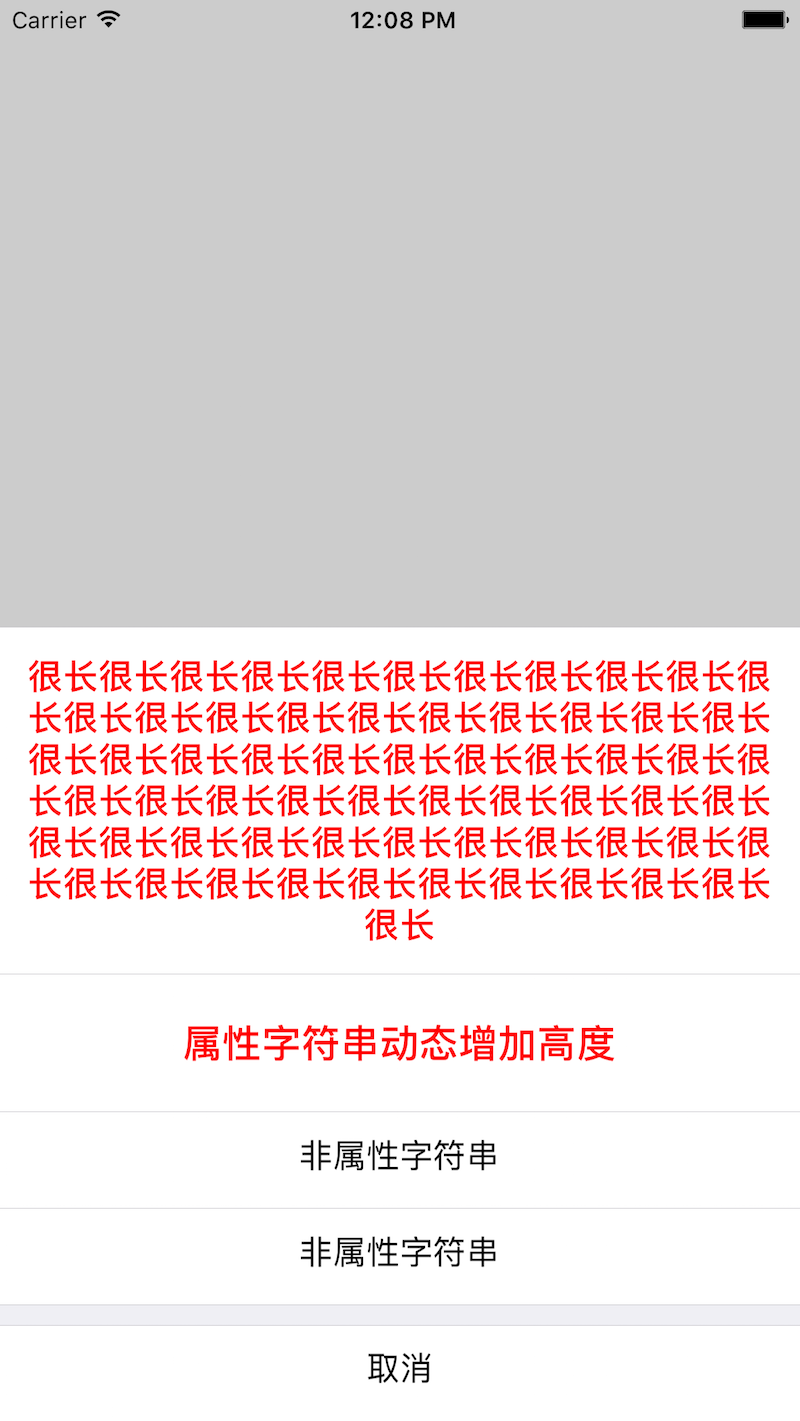 Carrier
12:08 PM
很长很长很长很长很长很长很长很长很长很长很
长很长很长很长很长很长很长很长很长很长很长
很长很长很长很长很长很长很长很长很长很长很
长很长很长很长很长很长很长很长很长很长很长
很长很长很长很长很长很长很长很长很长很长很
长很长很长很长很长很长很长很长很长很长很长
很长
属性字符串动态增加高度
非属性字符串
非属性字符串
取消